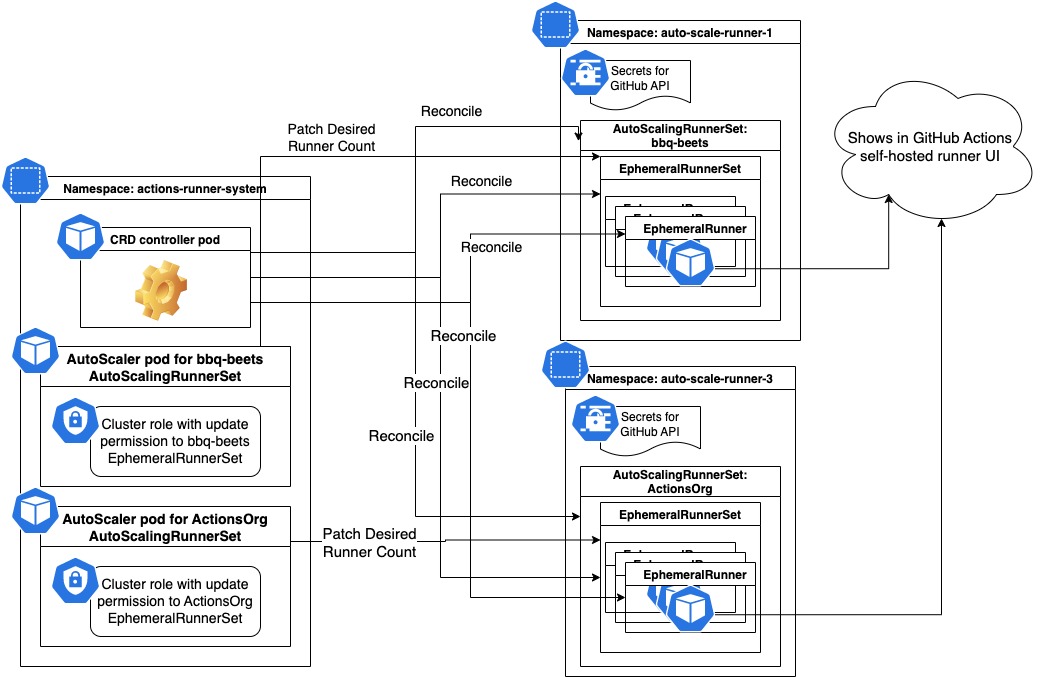 Namespace: auto-scale-runner-1
Secrets for
GitHub API
Reconcile
AutoScalingRunnerSet:
bbq-beets
Patch Desired
Runner Count
Shows in GitHub Actions
self-hosted runner UI
EphemeralRunnerSet
Reconcile
Namespace: actions-runner-system
EphemeralRunner
CRD controller pod
Reconcile
Reconcile
AutoScaler pod for bbq-beets
AutoScalingRunnerSet
Namespace: auto-scale-runner-3
Reconcile
Secrets for
GitHub API
Cluster role with update
permission to bbq-beets
EphemeralRunnerSet
Reconcile
AutoScalingRunnerSet:
ActionsOrg
AutoScaler pod for ActionsOrg
AutoScalingRunnerSet
EphemeralRunnerSet
Patch Desired
Runner Count
EphemeralRunner
Cluster role with update
permission to ActionsOrg
EphemeralRunnerSet